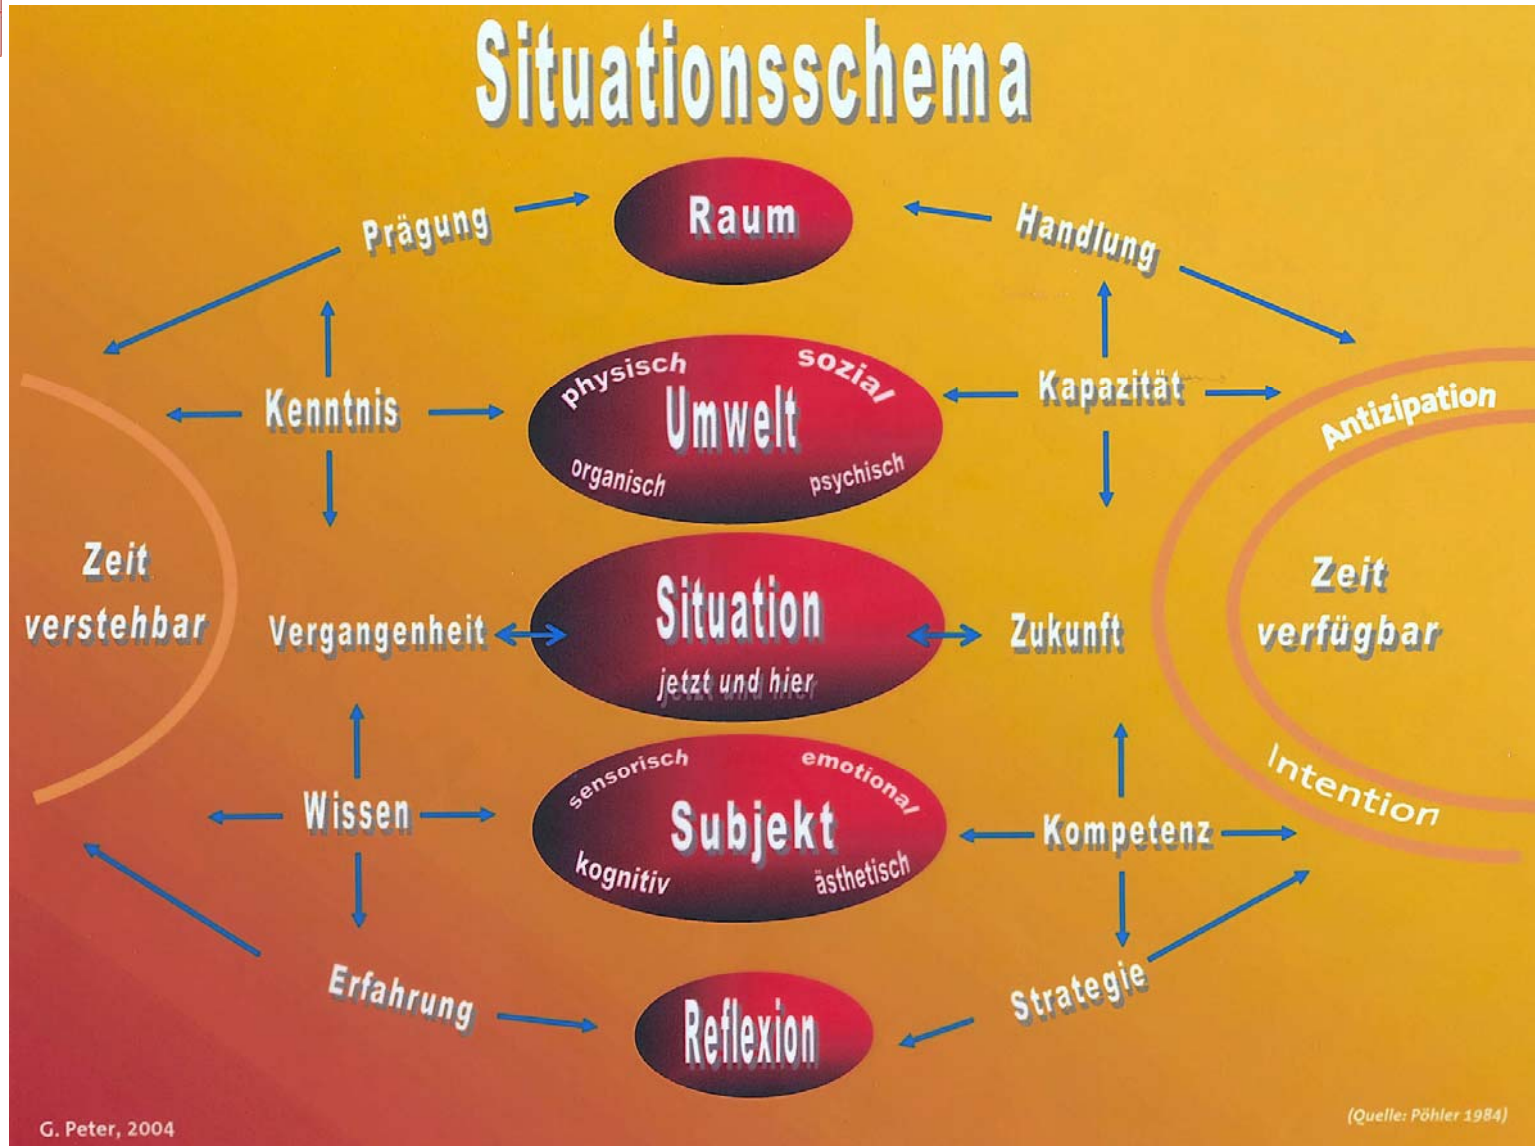 Situationsschema
Prägung
Raum
Handlung
physisch
sozial
Umwelt
organisch
psychisch
Kenntnis
Kapazität
Antizipation
Zeit
verstehbar
Vergangenheit
Situation
jetzt und hier
Zukunft
Zeit
verfügbar
Intention
Wissen
sensorisch
emotional
Subjekt
kognitiv
ästhetisch
Kompetenz
Erfahrung
Reflexion
Strategie
G. Peter, 2004
(Quelle: Pöhler 1984)